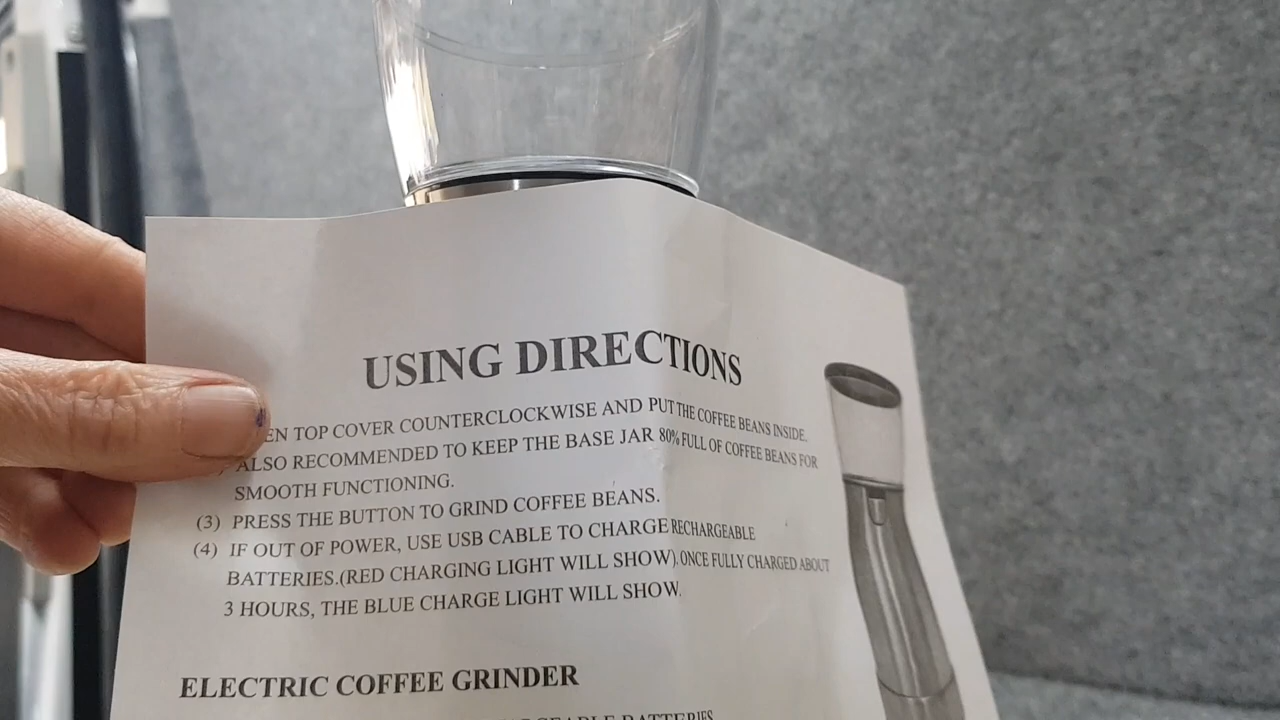 USING DIRECTIONS
EN TOP COVER COUNTERCLOCKWISE AND PUT THE COFFEE BEANS INSIDE.
ALSO RECOMMENDED TO KEEP THE BASE JAR 80% FULL OF COFFEE BEANS FOR
SMOOTH FUNCTIONING.
(3) PRESS THE BUTTON TO GRIND COFFEE BEANS.
(4) IF OUT OF POWER, USE USB CABLE TO CHARGE RECHARGEABLE
BATTERIES.(RED CHARGING LIGHT WILL SHOW).ONCE FULLY CHARGED ABOUT
3 HOURS, THE BLUE CHARGE LIGHT WILL SHOW.
ELECTRIC COFFEE GRINDER
BATTERIES